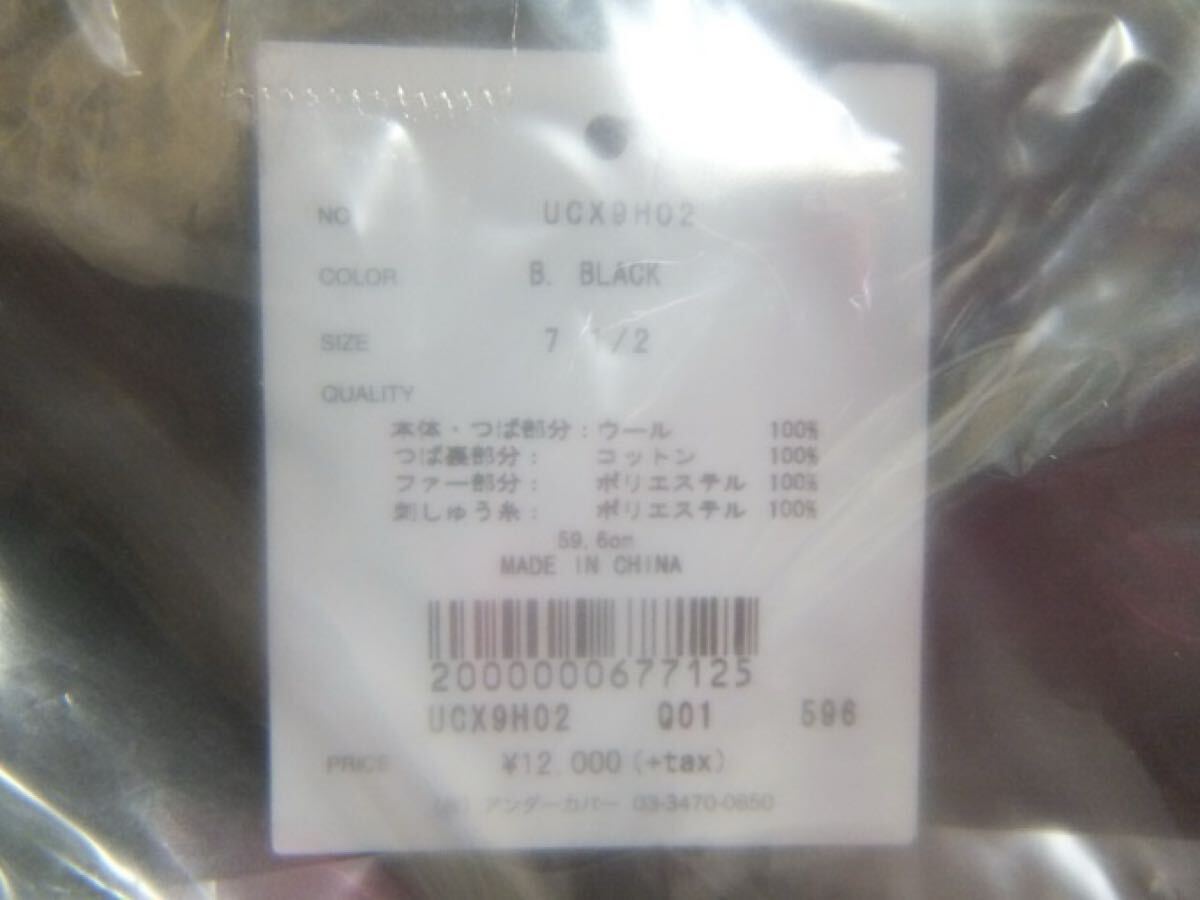 NO UCX9H02
COLOR B. BLACK
SIZE 7 1/2
QUALITY
本体・つば部分：ウール 100%
つば裏部分： コットン 100%
ファー部分： ポリエステル 100%
刺しゅう糸： ポリエステル 100%
59.6cm
MADE IN CHINA
2000000677125
UCX9H02 Q01 596
PRICE ¥12,000(+tax)
アンダーカバー 03-3470-0650